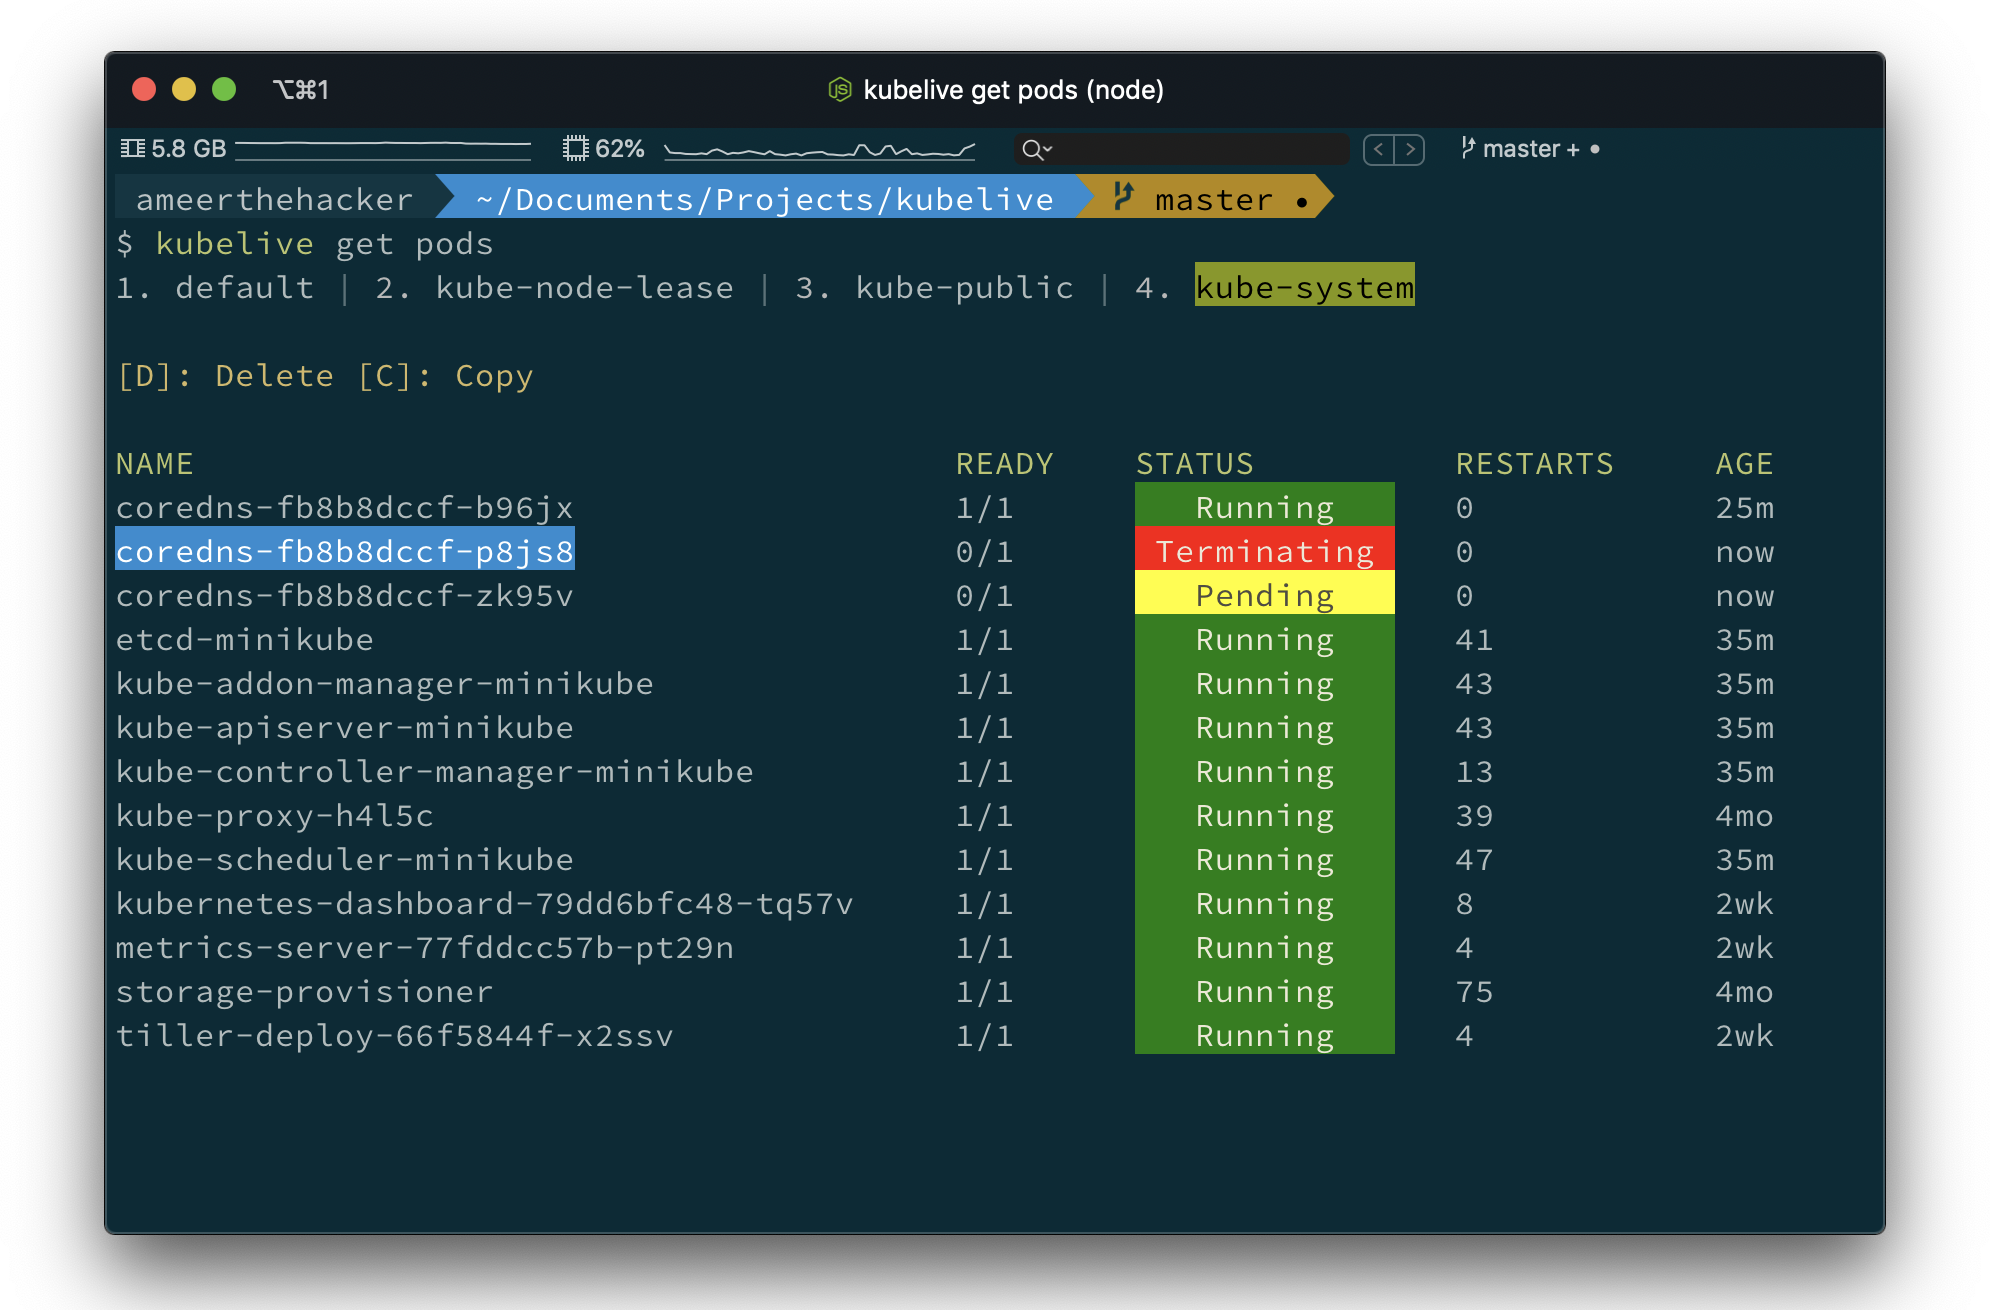 ⌥⌘1 kubelive get pods (node)
5.8 GB 62% master + •
ameerthehacker ~/Documents/Projects/kubelive master •
$ kubelive get pods
1. default | 2. kube-node-lease | 3. kube-public | 4. kube-system
[D]: Delete [C]: Copy
NAME READY STATUS RESTARTS AGE
coredns-fb8b8dccf-b96jx 1/1 Running 0 25m
coredns-fb8b8dccf-p8js8 0/1 Terminating 0 now
coredns-fb8b8dccf-zk95v 0/1 Pending 0 now
etcd-minikube 1/1 Running 41 35m
kube-addon-manager-minikube 1/1 Running 43 35m
kube-apiserver-minikube 1/1 Running 43 35m
kube-controller-manager-minikube 1/1 Running 13 35m
kube-proxy-h4l5c 1/1 Running 39 4mo
kube-scheduler-minikube 1/1 Running 47 35m
kubernetes-dashboard-79dd6bfc48-tq57v 1/1 Running 8 2wk
metrics-server-77fddcc57b-pt29n 1/1 Running 4 2wk
storage-provisioner 1/1 Running 75 4mo
tiller-deploy-66f5844f-x2ssv 1/1 Running 4 2wk